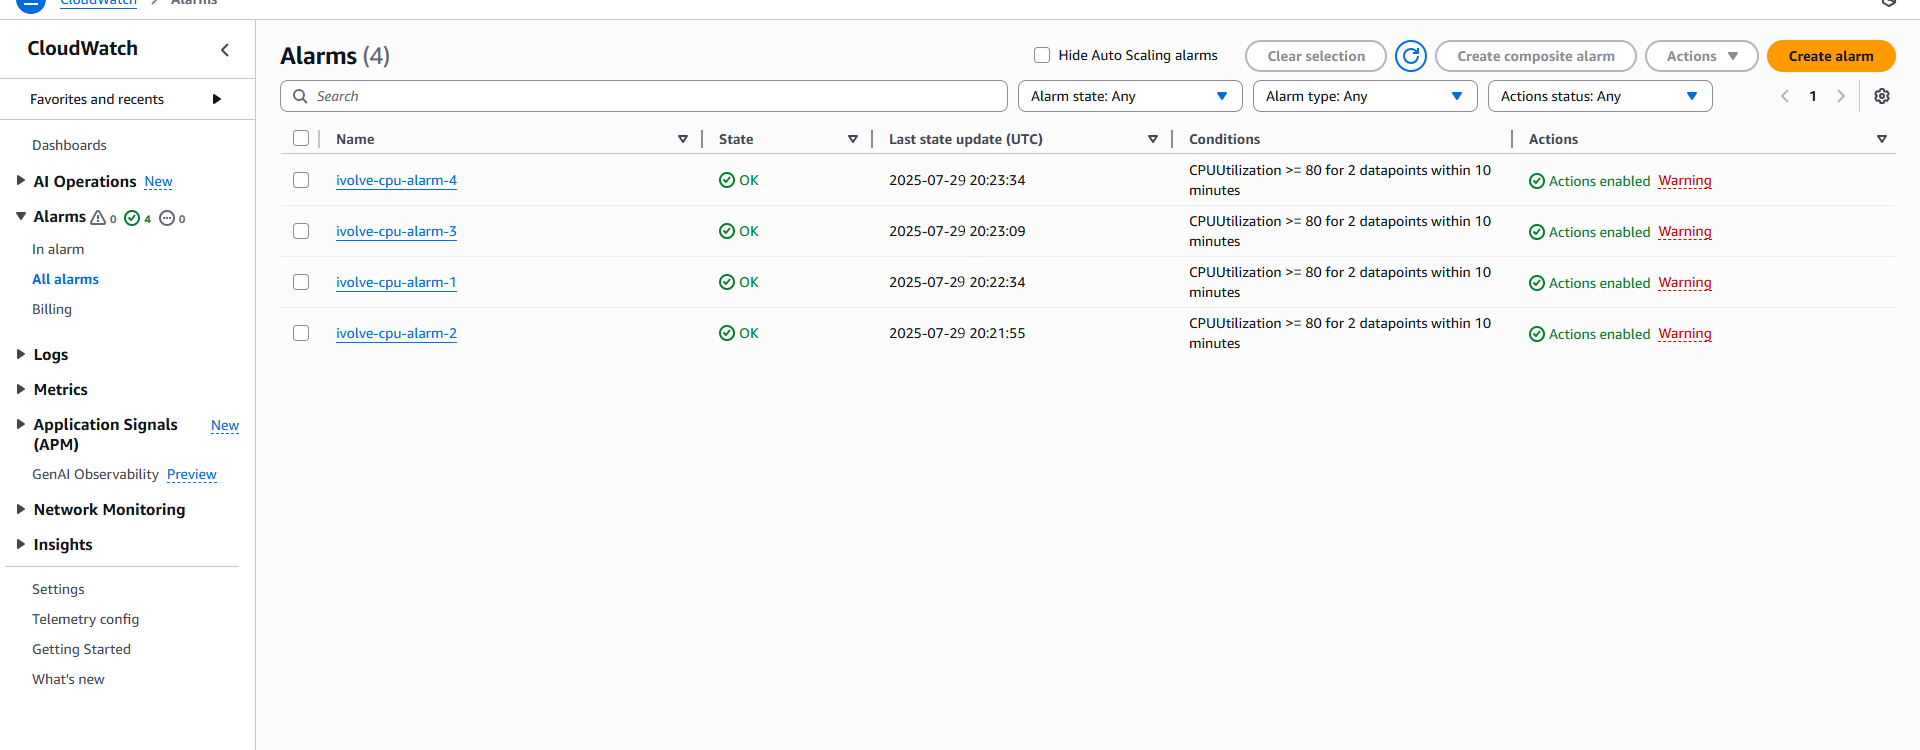 CloudWatch > Alarms
CloudWatch
Favorites and recents
Dashboards
AI Operations New
Alarms 0 4 0
In alarm
All alarms
Billing
Logs
Metrics
Application Signals New
(APM)
GenAI Observability Preview
Network Monitoring
Insights
Settings
Telemetry config
Getting Started
What's new
Alarms (4)
Hide Auto Scaling alarms
Clear selection
Create composite alarm
Actions
Create alarm
Search
Alarm state: Any
Alarm type: Any
Actions status: Any
1
Name State Last state update (UTC) Conditions Actions
ivolve-cpu-alarm-4 OK 2025-07-29 20:23:34 CPUUtilization >= 80 for 2 datapoints within 10 Actions enabled Warning
minutes
ivolve-cpu-alarm-3 OK 2025-07-29 20:23:09 CPUUtilization >= 80 for 2 datapoints within 10 Actions enabled Warning
minutes
ivolve-cpu-alarm-1 OK 2025-07-29 20:22:34 CPUUtilization >= 80 for 2 datapoints within 10 Actions enabled Warning
minutes
ivolve-cpu-alarm-2 OK 2025-07-29 20:21:55 CPUUtilization >= 80 for 2 datapoints within 10 Actions enabled Warning
minutes